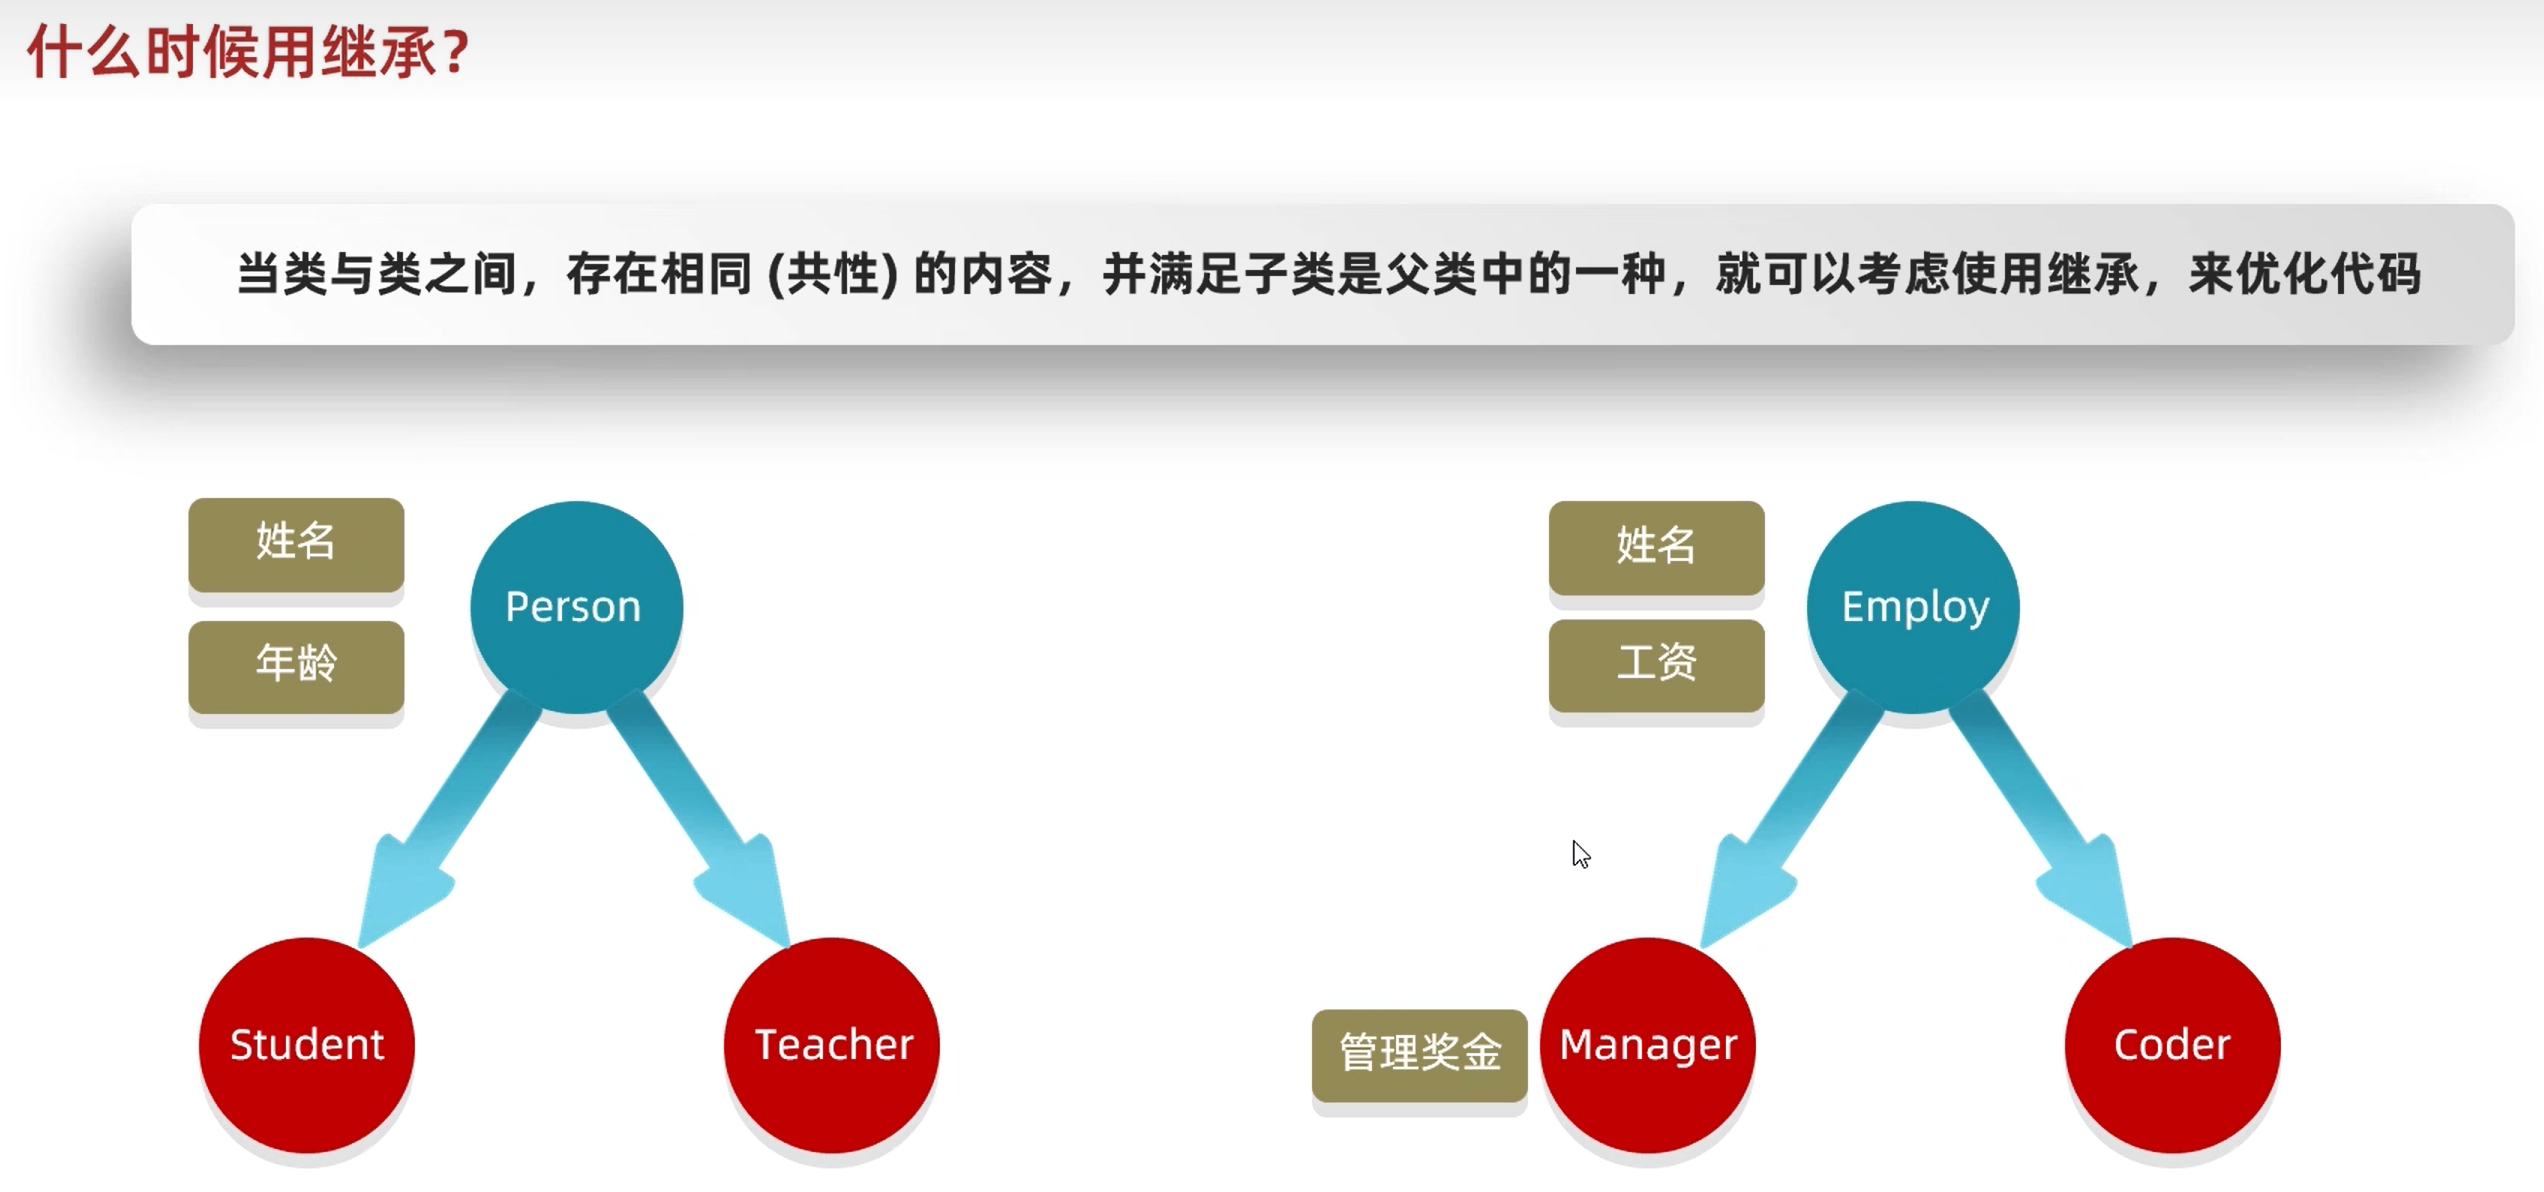 什么时候用继承？
当类与类之间，存在相同 (共性) 的内容，并满足子类是父类中的一种，就可以考虑使用继承，来优化代码
姓名
年龄
Person
Student
Teacher
姓名
工资
Employ
管理奖金
Manager
Coder